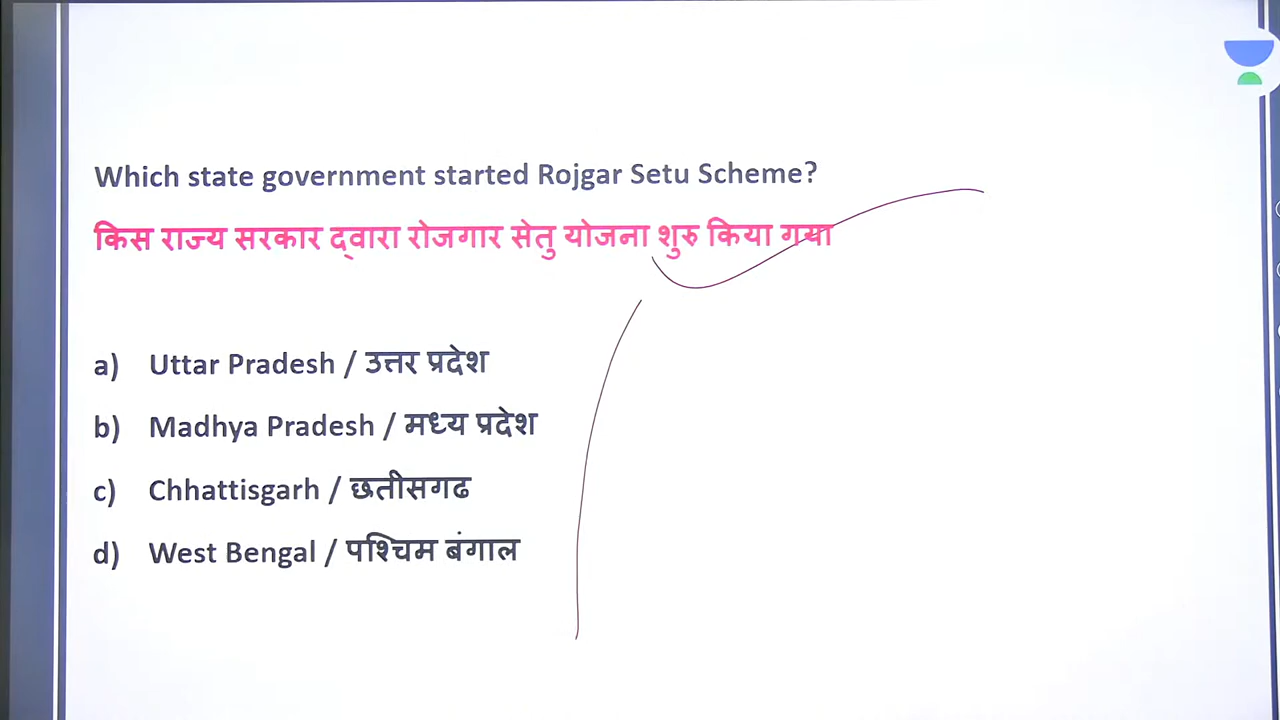 Which state government started Rojgar Setu Scheme?
किस राज्य सरकार द्वारा रोजगार सेतु योजना शुरु किया गया
a) Uttar Pradesh / उत्तर प्रदेश
b) Madhya Pradesh / मध्य प्रदेश
c) Chhattisgarh / छतीसगढ
d) West Bengal / पश्चिम बंगाल